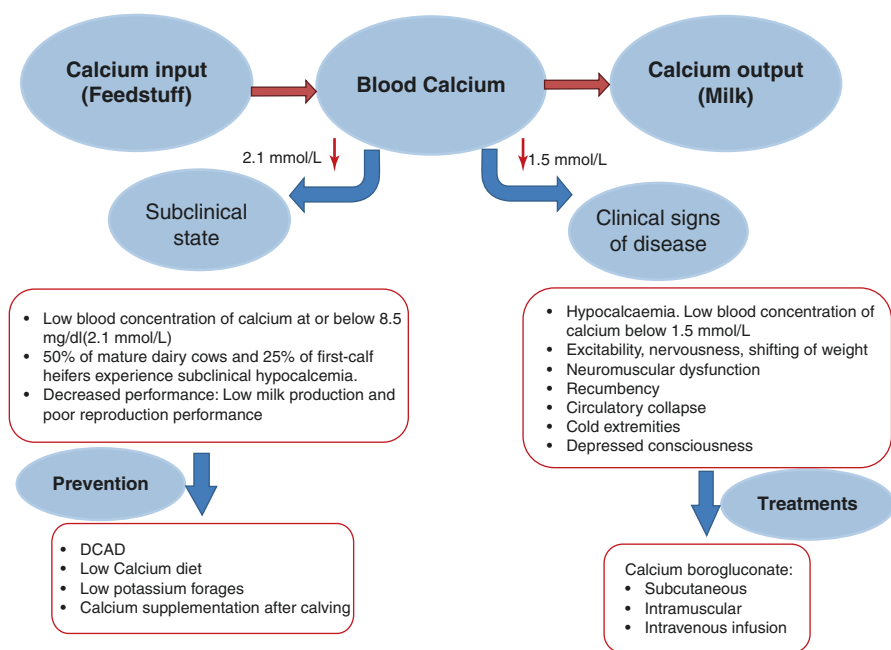 Calcium input
(Feedstuff)
Blood Calcium
Calcium output
(Milk)
2.1 mmol/L
1.5 mmol/L
Subclinical
state
Clinical signs
of disease
• Low blood concentration of calcium at or below 8.5
mg/dl(2.1 mmol/L)
• 50% of mature dairy cows and 25% of first-calf
heifers experience subclinical hypocalcemia.
• Decreased performance: Low milk production and
poor reproduction performance
• Hypocalcaemia. Low blood concentration of
calcium below 1.5 mmol/L
• Excitability, nervousness, shifting of weight
• Neuromuscular dysfunction
• Recumbency
• Circulatory collapse
• Cold extremities
• Depressed consciousness
Prevention
Treatments
• DCAD
• Low Calcium diet
• Low potassium forages
• Calcium supplementation after calving
Calcium borogluconate:
• Subcutaneous
• Intramuscular
• Intravenous infusion